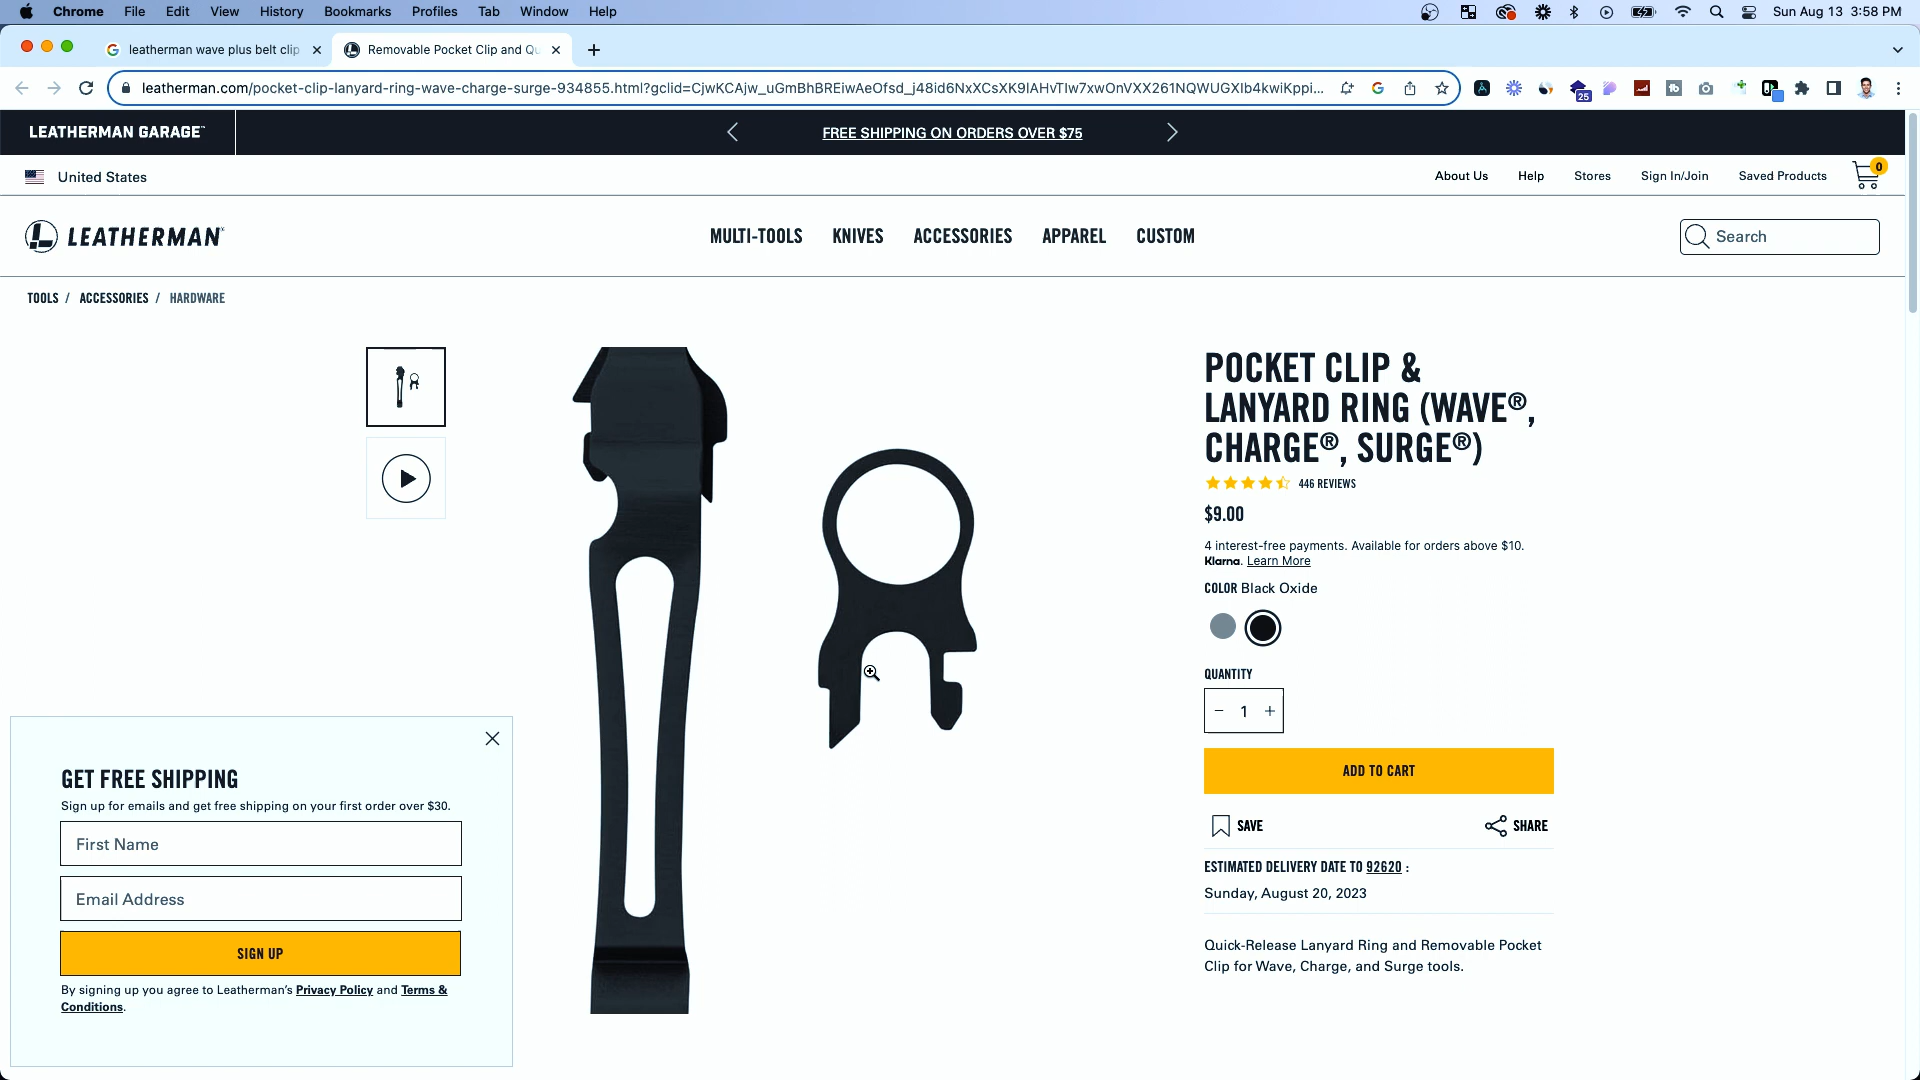 Chrome File Edit View History Bookmarks Profiles Tab Window Help Sun Aug 13 3:58 PM
leatherman wave plus belt clip
Removable Pocket Clip and Qu
leatherman.com/pocket-clip-lanyard-ring-wave-charge-surge-934855.html?gclid=CjwKCAjw_uGmBhBREiwAeOfsd_j48id6NxXCsXK9lAHvTIw7xwOnVXX261NQWUGXIb4kwiKppi...
25
LEATHERMAN GARAGE™
FREE SHIPPING ON ORDERS OVER $75
United States
About Us Help Stores Sign In/Join Saved Products 0
LEATHERMAN
MULTI-TOOLS KNIVES ACCESSORIES APPAREL CUSTOM
Search
TOOLS / ACCESSORIES / HARDWARE
POCKET CLIP &
LANYARD RING (WAVE®,
CHARGE®, SURGE®)
446 REVIEWS
$9.00
4 interest-free payments. Available for orders above $10.
Klarna. Learn More
COLOR Black Oxide
QUANTITY
− 1 +
ADD TO CART
SAVE SHARE
ESTIMATED DELIVERY DATE TO 92620 :
Sunday, August 20, 2023
Quick-Release Lanyard Ring and Removable Pocket
Clip for Wave, Charge, and Surge tools.
GET FREE SHIPPING
Sign up for emails and get free shipping on your first order over $30.
First Name
Email Address
SIGN UP
By signing up you agree to Leatherman's Privacy Policy and Terms &
Conditions.